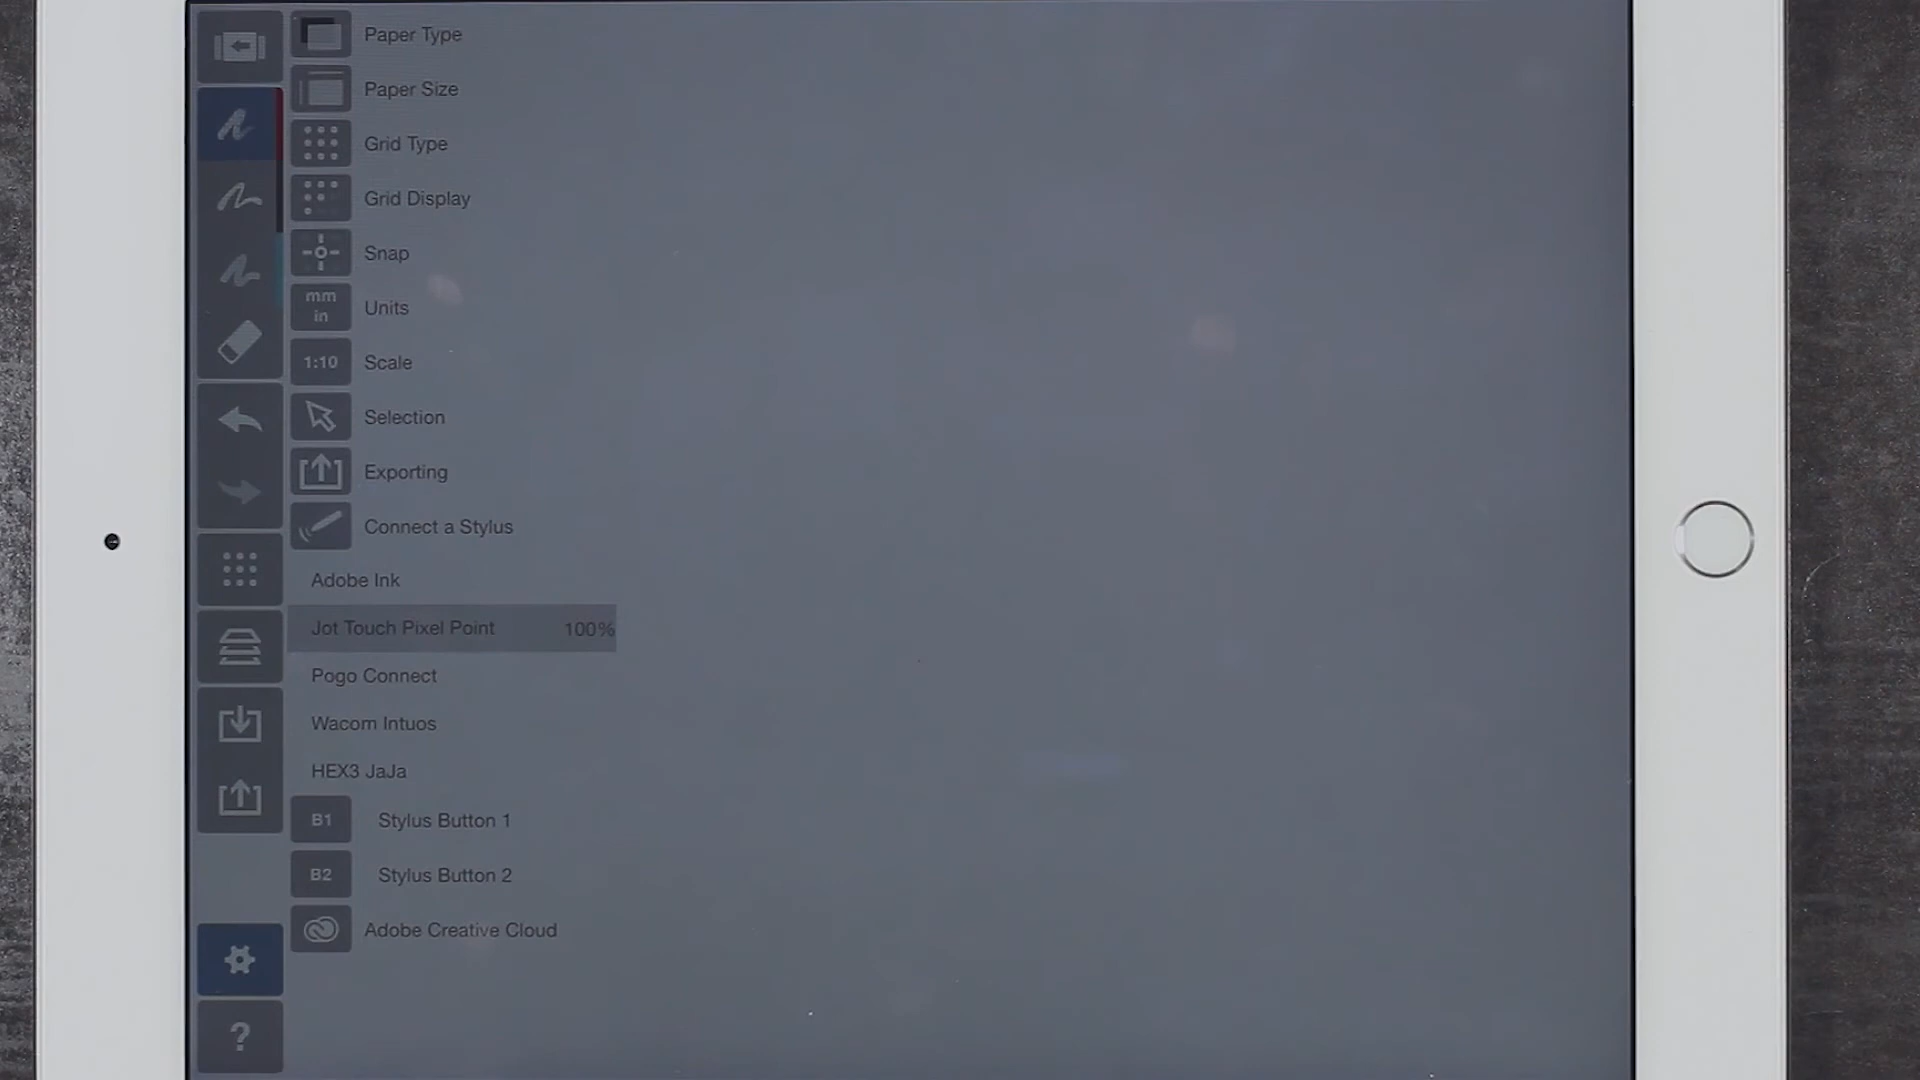 Paper Type
Paper Size
Grid Type
Grid Display
Snap
mm
in
Units
1:10
Scale
Selection
Exporting
Connect a Stylus
Adobe Ink
Jot Touch Pixel Point 100%
Pogo Connect
Wacom Intuos
HEX3 JaJa
B1 Stylus Button 1
B2 Stylus Button 2
Adobe Creative Cloud
?